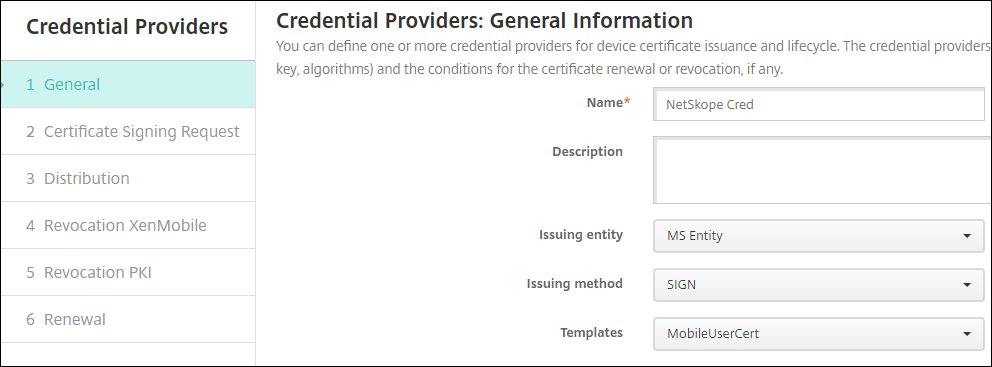 Credential Providers
1 General
2 Certificate Signing Request
3 Distribution
4 Revocation XenMobile
5 Revocation PKI
6 Renewal
Credential Providers: General Information
You can define one or more credential providers for device certificate issuance and lifecycle. The credential providers
key, algorithms) and the conditions for the certificate renewal or revocation, if any.
Name* NetSkope Cred
Description
Issuing entity MS Entity
Issuing method SIGN
Templates MobileUserCert